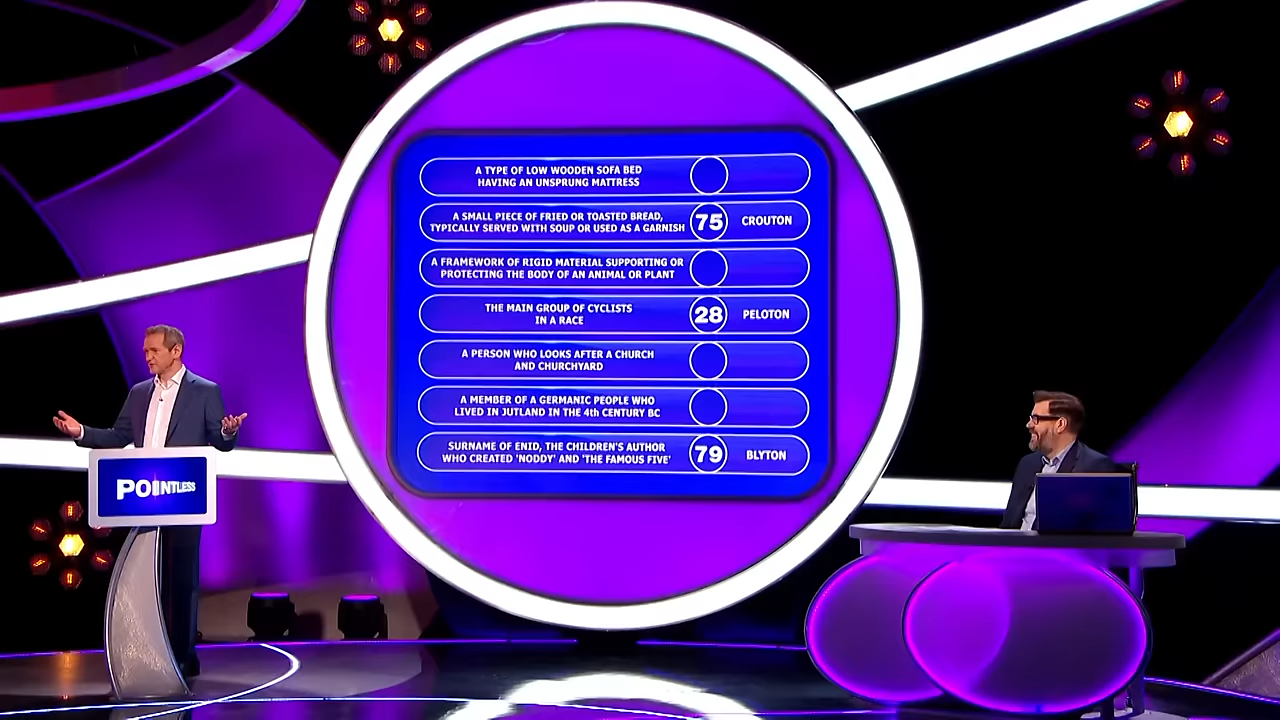 A TYPE OF LOW WOODEN SOFA BED
HAVING AN UNSPRUNG MATTRESS
A SMALL PIECE OF FRIED OR TOASTED BREAD,
TYPICALLY SERVED WITH SOUP OR USED AS A GARNISH
75 CROUTON
A FRAMEWORK OF RIGID MATERIAL SUPPORTING OR
PROTECTING THE BODY OF AN ANIMAL OR PLANT
THE MAIN GROUP OF CYCLISTS
IN A RACE
28 PELOTON
A PERSON WHO LOOKS AFTER A CHURCH
AND CHURCHYARD
A MEMBER OF A GERMANIC PEOPLE WHO
LIVED IN JUTLAND IN THE 4th CENTURY BC
SURNAME OF ENID, THE CHILDREN'S AUTHOR
WHO CREATED 'NODDY' AND 'THE FAMOUS FIVE'
79 BLYTON
POINTLESS